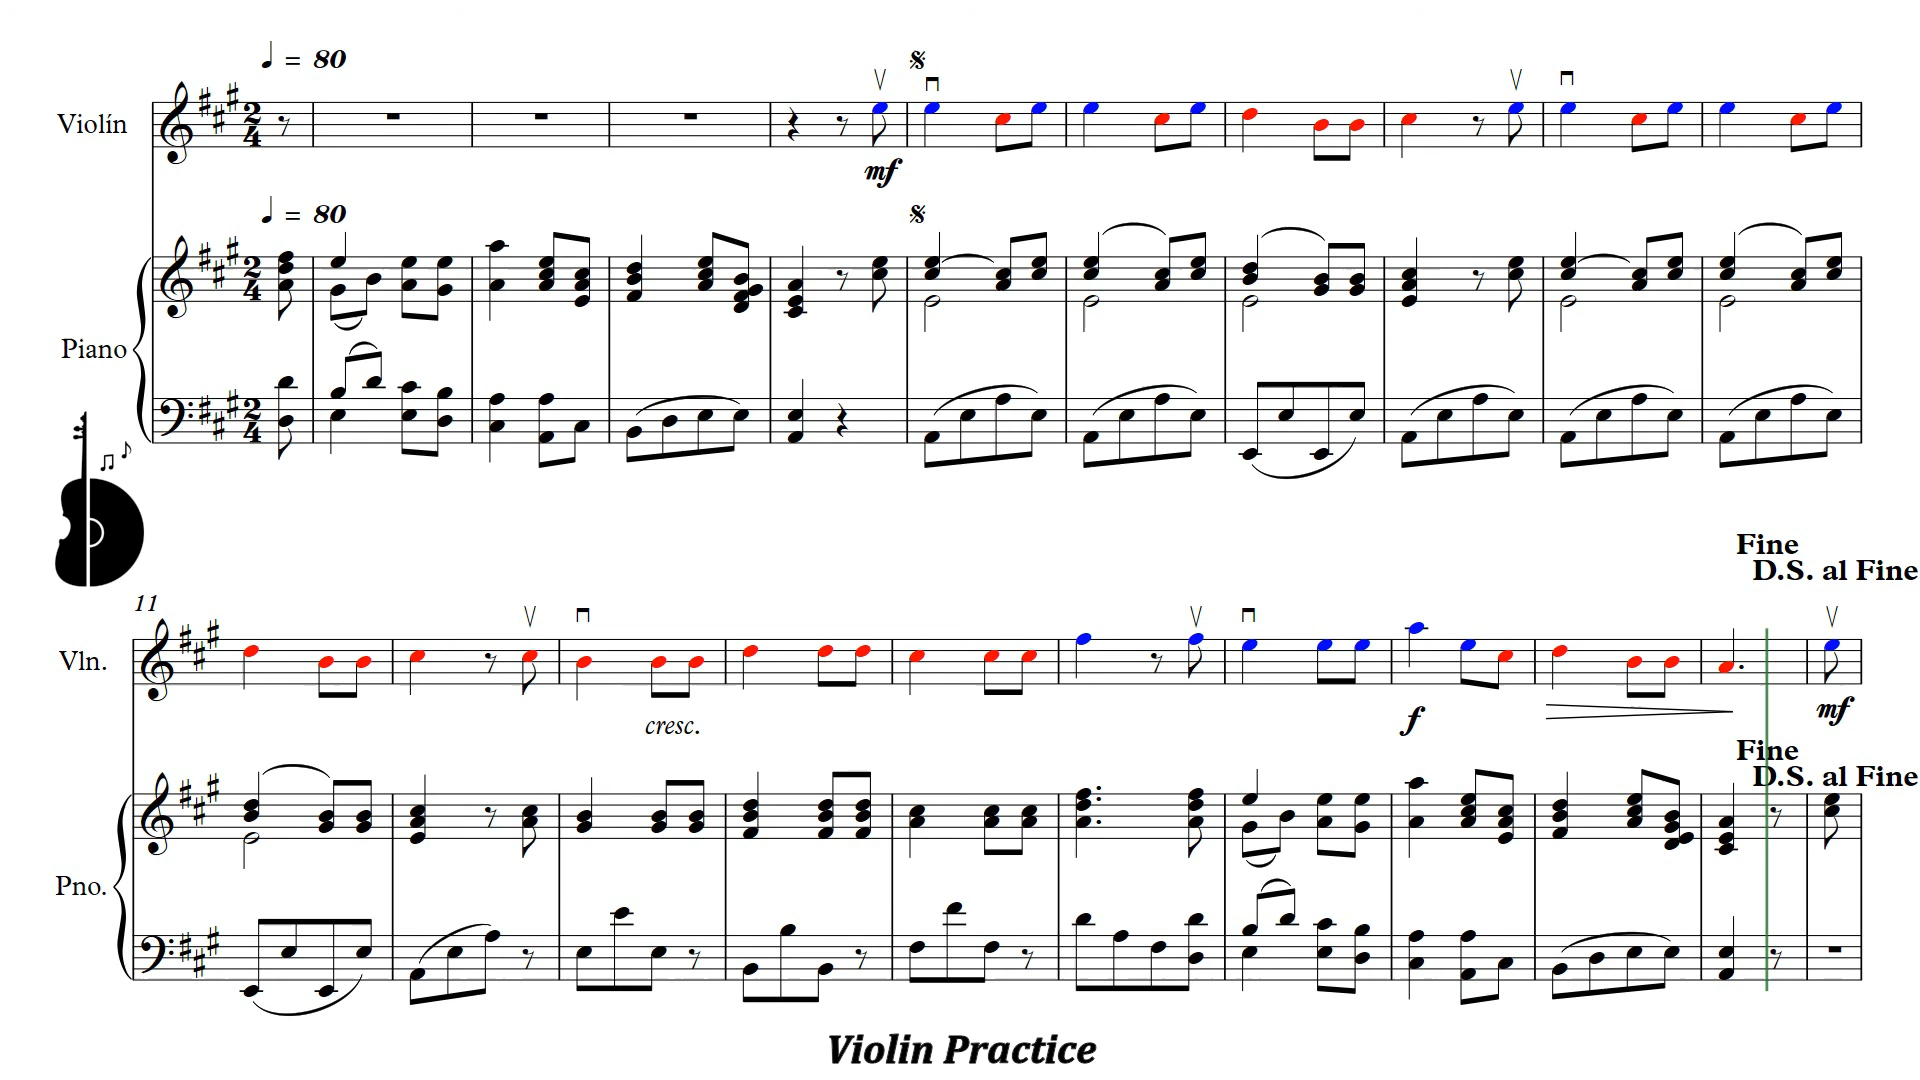 ♩ = 80
Violín
mf
♩ = 80
Piano
Fine
D.S. al Fine
11
Vln.
cresc.
f
mf
Fine
D.S. al Fine
Pno.
Violin Practice